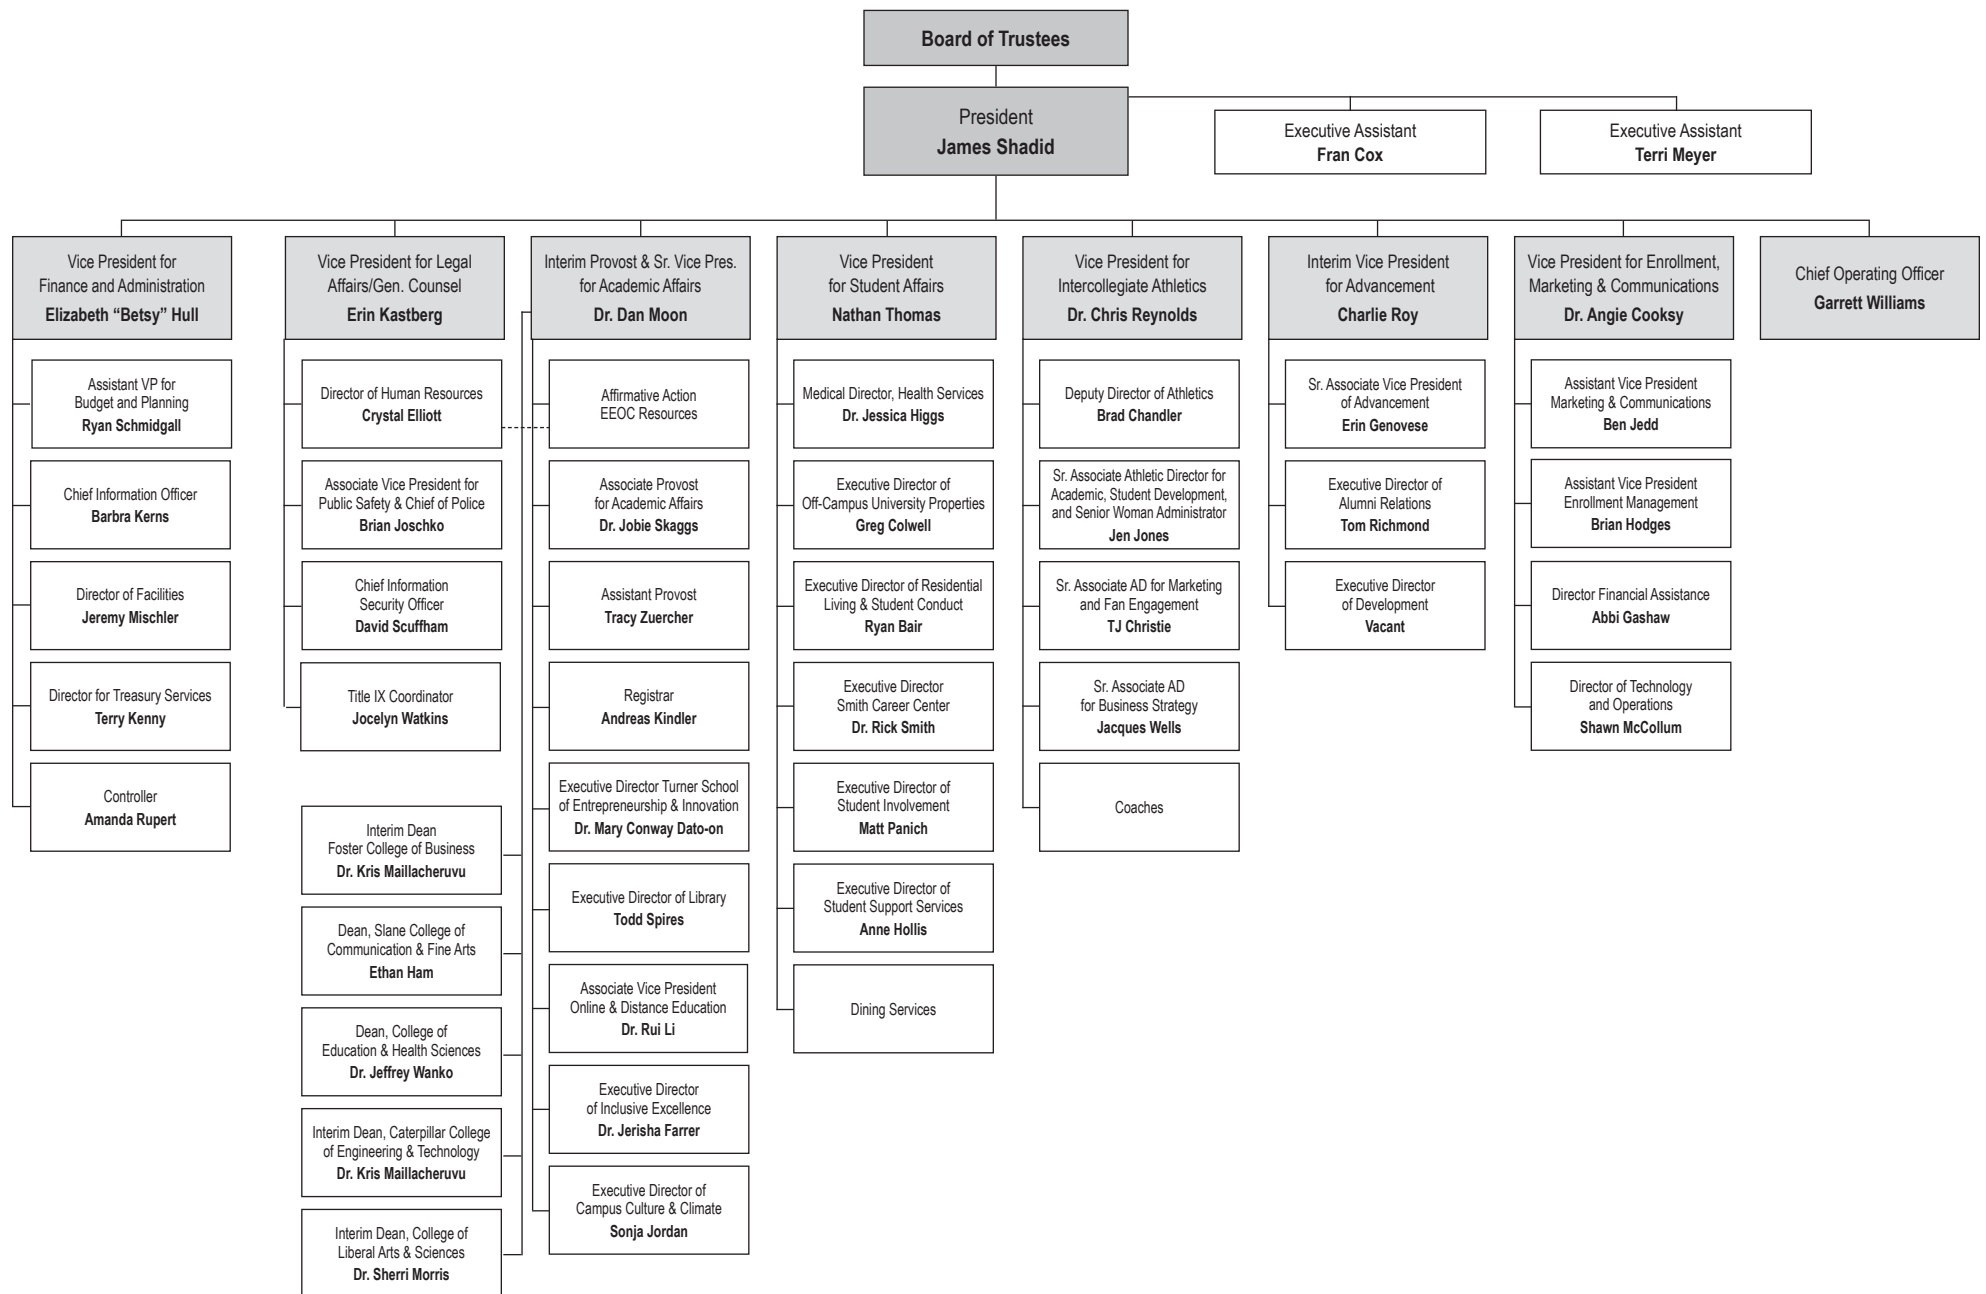 Board of Trustees
President
James Shadid
Executive Assistant
Fran Cox
Executive Assistant
Terri Meyer
Vice President for
Finance and Administration
Elizabeth “Betsy” Hull
Vice President for Legal
Affairs/Gen. Counsel
Erin Kastberg
Interim Provost & Sr. Vice Pres.
for Academic Affairs
Dr. Dan Moon
Vice President
for Student Affairs
Nathan Thomas
Vice President for
Intercollegiate Athletics
Dr. Chris Reynolds
Interim Vice President
for Advancement
Charlie Roy
Vice President for Enrollment,
Marketing & Communications
Dr. Angie Cooksy
Chief Operating Officer
Garrett Williams
Assistant VP for
Budget and Planning
Ryan Schmidgall
Chief Information Officer
Barbra Kerns
Director of Facilities
Jeremy Mischler
Director for Treasury Services
Terry Kenny
Controller
Amanda Rupert
Director of Human Resources
Crystal Elliott
Associate Vice President for
Public Safety & Chief of Police
Brian Joschko
Chief Information
Security Officer
David Scuffham
Title IX Coordinator
Jocelyn Watkins
Interim Dean
Foster College of Business
Dr. Kris Maillacheruvu
Dean, Slane College of
Communication & Fine Arts
Ethan Ham
Dean, College of
Education & Health Sciences
Dr. Jeffrey Wanko
Interim Dean, Caterpillar College
of Engineering & Technology
Dr. Kris Maillacheruvu
Interim Dean, College of
Liberal Arts & Sciences
Dr. Sherri Morris
Affirmative Action
EEOC Resources
Associate Provost
for Academic Affairs
Dr. Jobie Skaggs
Assistant Provost
Tracy Zuercher
Registrar
Andreas Kindler
Executive Director Turner School
of Entrepreneurship & Innovation
Dr. Mary Conway Dato-on
Executive Director of Library
Todd Spires
Associate Vice President
Online & Distance Education
Dr. Rui Li
Executive Director
of Inclusive Excellence
Dr. Jerisha Farrer
Executive Director of
Campus Culture & Climate
Sonja Jordan
Medical Director, Health Services
Dr. Jessica Higgs
Executive Director of
Off-Campus University Properties
Greg Colwell
Executive Director of Residential
Living & Student Conduct
Ryan Bair
Executive Director
Smith Career Center
Dr. Rick Smith
Executive Director of
Student Involvement
Matt Panich
Executive Director of
Student Support Services
Anne Hollis
Dining Services
Deputy Director of Athletics
Brad Chandler
Sr. Associate Athletic Director for
Academic, Student Development,
and Senior Woman Administrator
Jen Jones
Sr. Associate AD for Marketing
and Fan Engagement
TJ Christie
Sr. Associate AD
for Business Strategy
Jacques Wells
Coaches
Sr. Associate Vice President
of Advancement
Erin Genovese
Executive Director of
Alumni Relations
Tom Richmond
Executive Director
of Development
Vacant
Assistant Vice President
Marketing & Communications
Ben Jedd
Assistant Vice President
Enrollment Management
Brian Hodges
Director Financial Assistance
Abbi Gashaw
Director of Technology
and Operations
Shawn McCollum